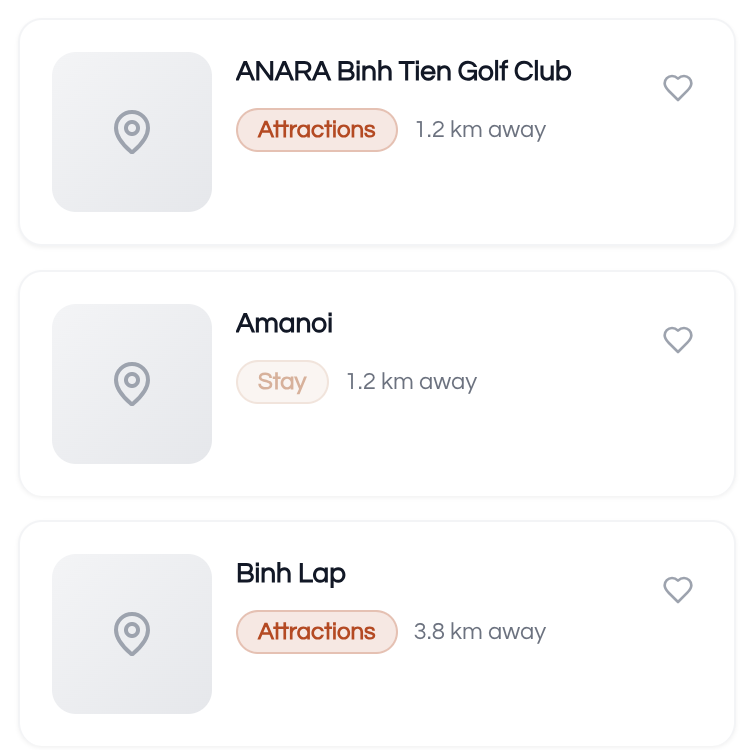 ANARA Binh Tien Golf Club
Attractions 1.2 km away
Amanoi
Stay 1.2 km away
Binh Lap
Attractions 3.8 km away